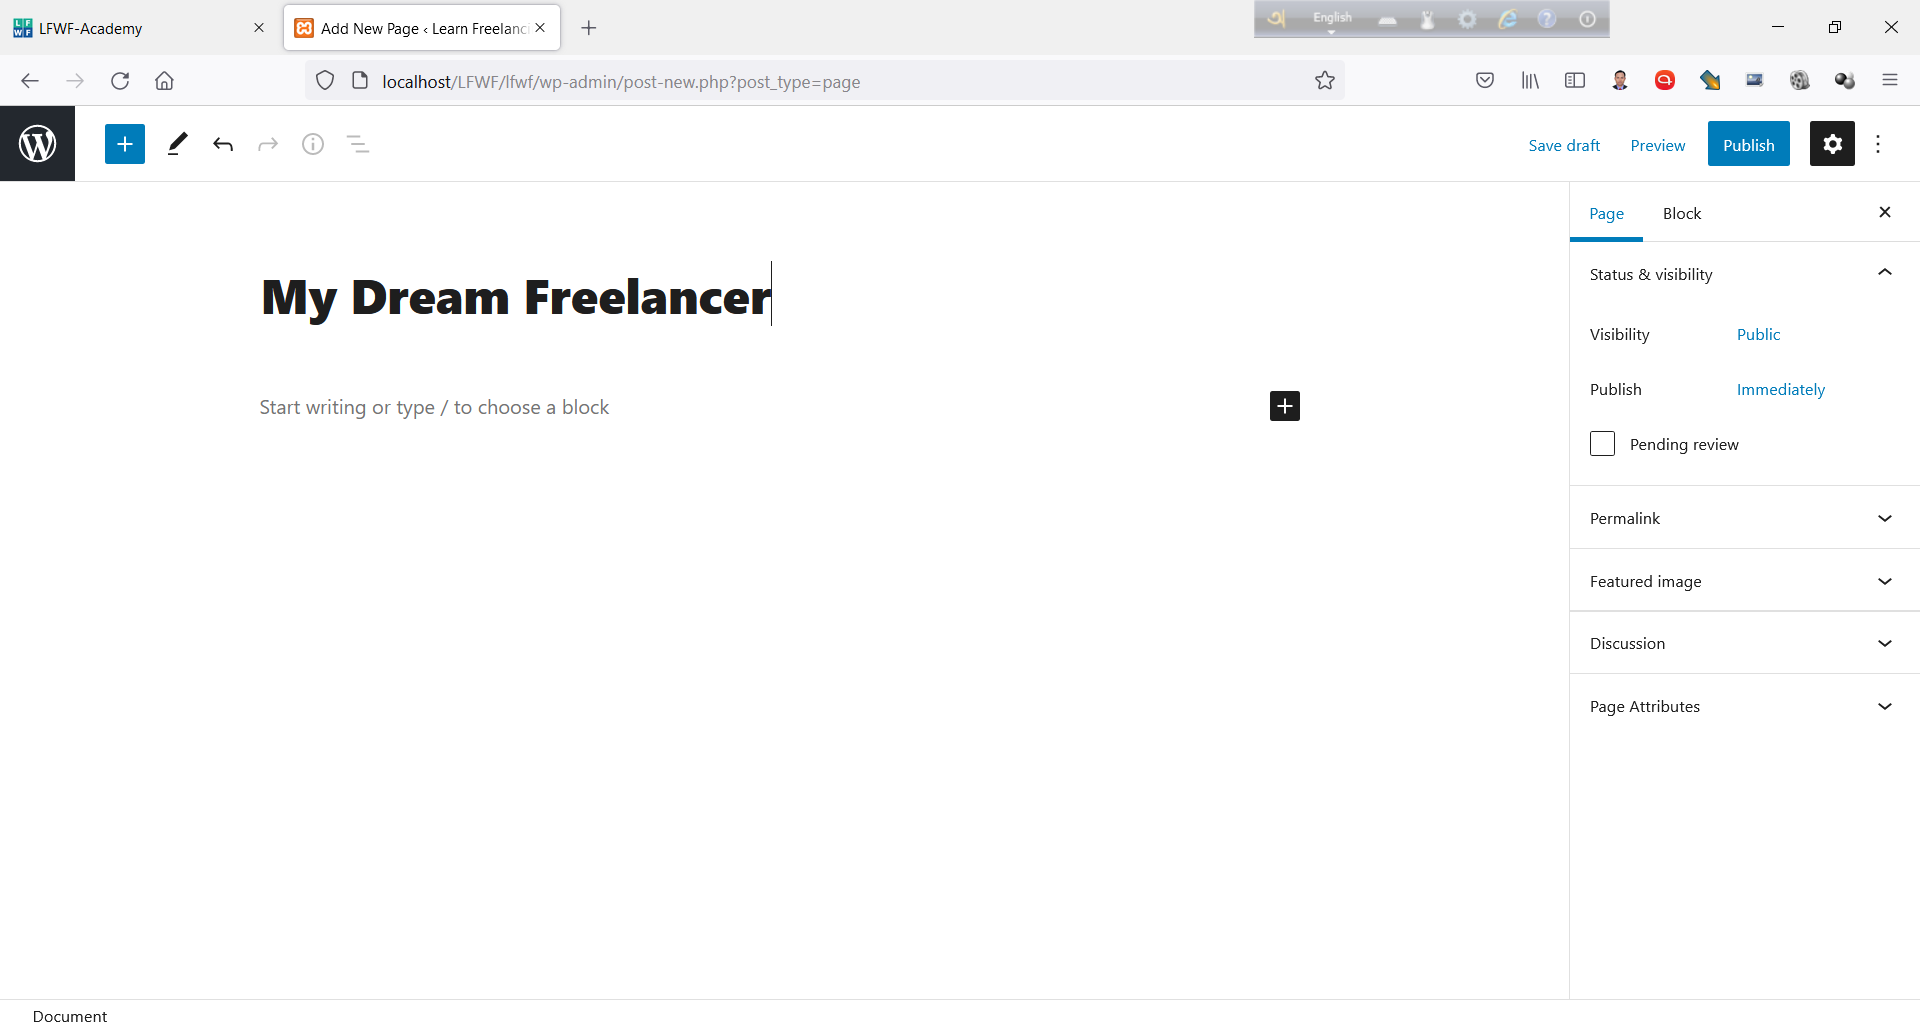 LFWF-Academy
Add New Page ‹ Learn Freelanci
English
localhost/LFWF/lfwf/wp-admin/post-new.php?post_type=page
Save draft
Preview
Publish
Page
Block
Status & visibility
My Dream Freelancer
Visibility
Public
Publish
Immediately
Start writing or type / to choose a block
Pending review
Permalink
Featured image
Discussion
Page Attributes
Document